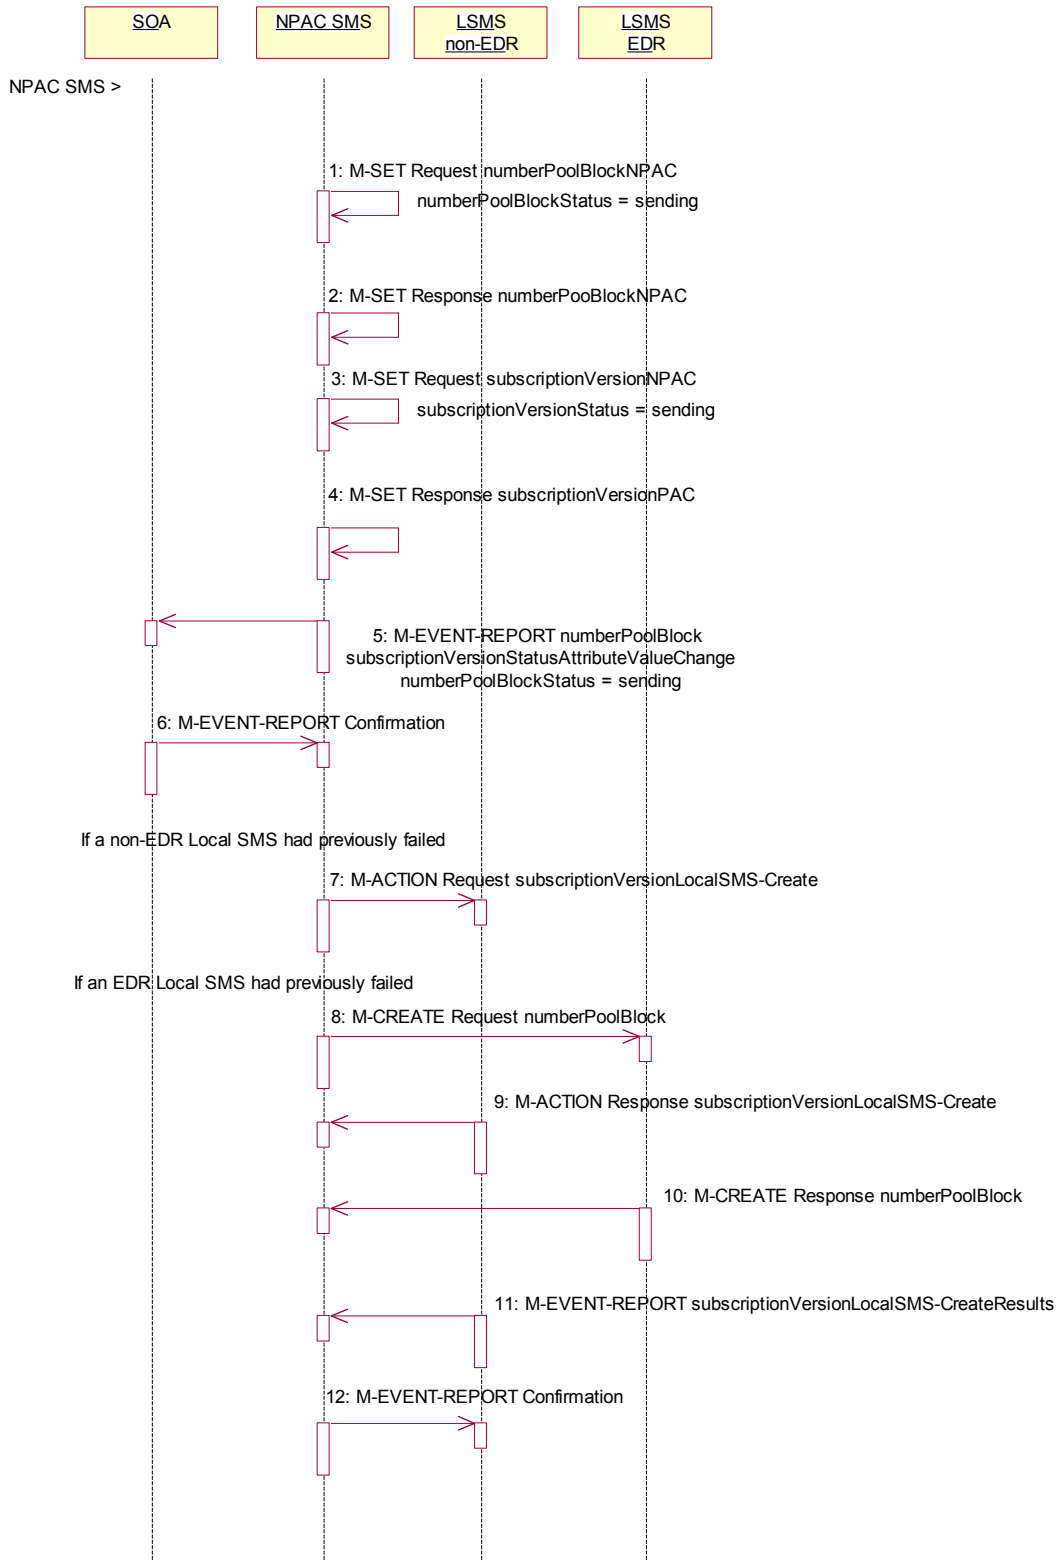 SOA
NPAC SMS
LSMS
non-EDR
LSMS
EDR
NPAC SMS >
1: M-SET Request numberPoolBlockNPAC
numberPoolBlockStatus = sending
2: M-SET Response numberPooBlockNPAC
3: M-SET Request subscriptionVersionNPAC
subscriptionVersionStatus = sending
4: M-SET Response subscriptionVersionPAC
5: M-EVENT-REPORT numberPoolBlock
subscriptionVersionStatusAttributeValueChange
numberPoolBlockStatus = sending
6: M-EVENT-REPORT Confirmation
If a non-EDR Local SMS had previously failed
7: M-ACTION Request subscriptionVersionLocalSMS-Create
If an EDR Local SMS had previously failed
8: M-CREATE Request numberPoolBlock
9: M-ACTION Response subscriptionVersionLocalSMS-Create
10: M-CREATE Response numberPoolBlock
11: M-EVENT-REPORT subscriptionVersionLocalSMS-CreateResults
12: M-EVENT-REPORT Confirmation